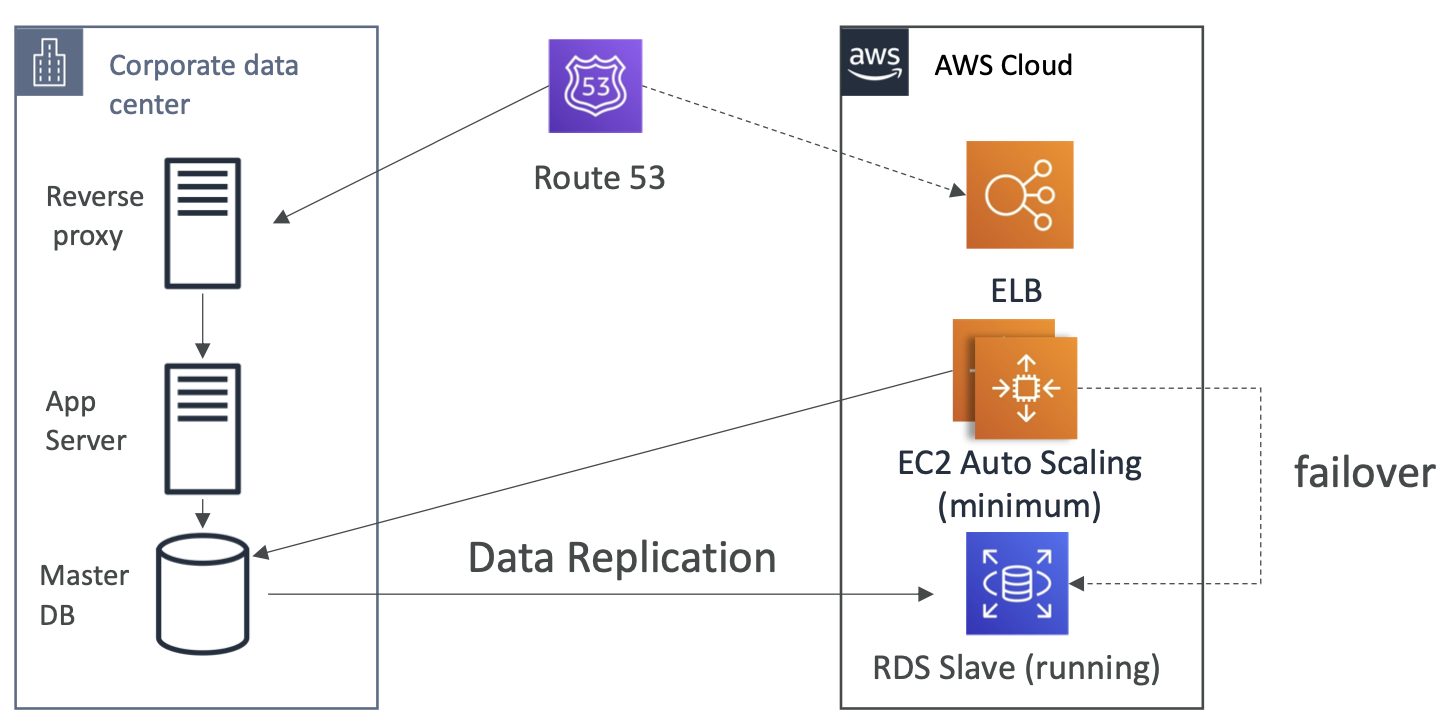 Corporate data
center
53
aws
AWS Cloud
Reverse
proxy
Route 53
ELB
App
Server
EC2 Auto Scaling
(minimum)
failover
Data Replication
Master
DB
RDS Slave (running)